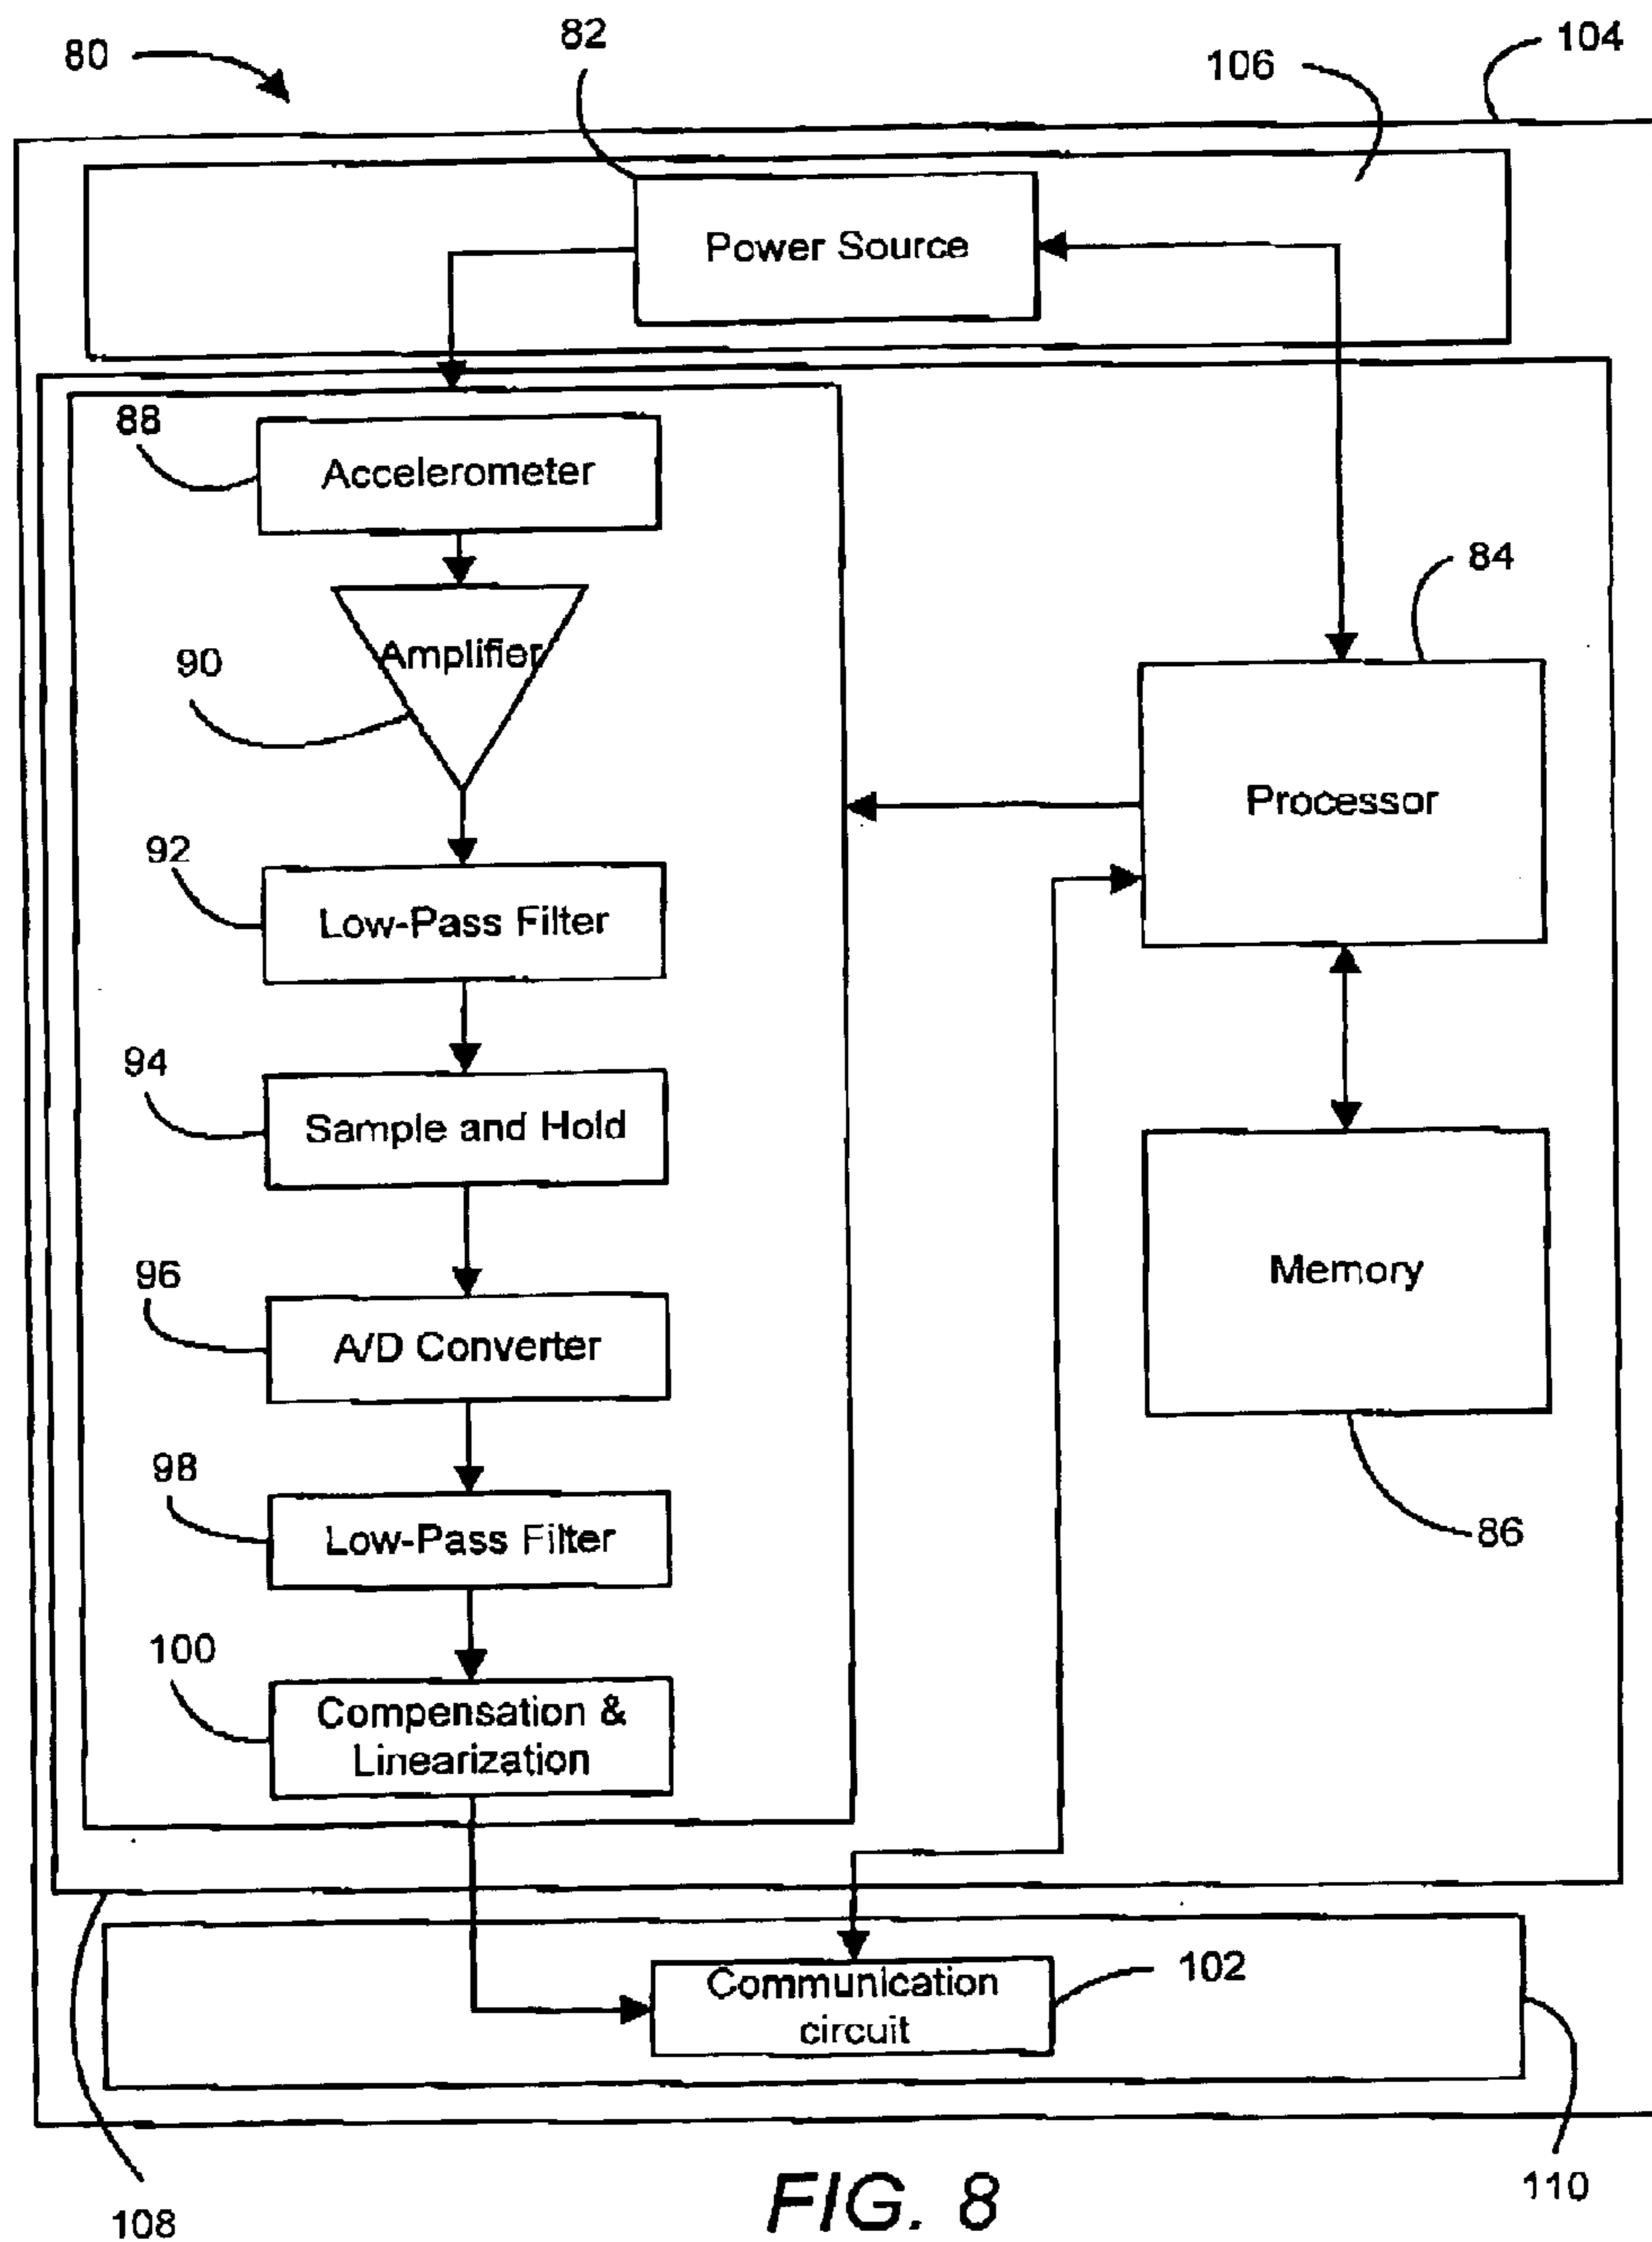 80
82
106
104
Power Source
88
Accelerometer
84
90
Amplifier
Processor
92
Low-Pass Filter
94
Sample and Hold
96
A/D Converter
Memory
98
Low-Pass Filter
86
100
Compensation &
Linearization
102
Communication
circuit
108
110
FIG. 8